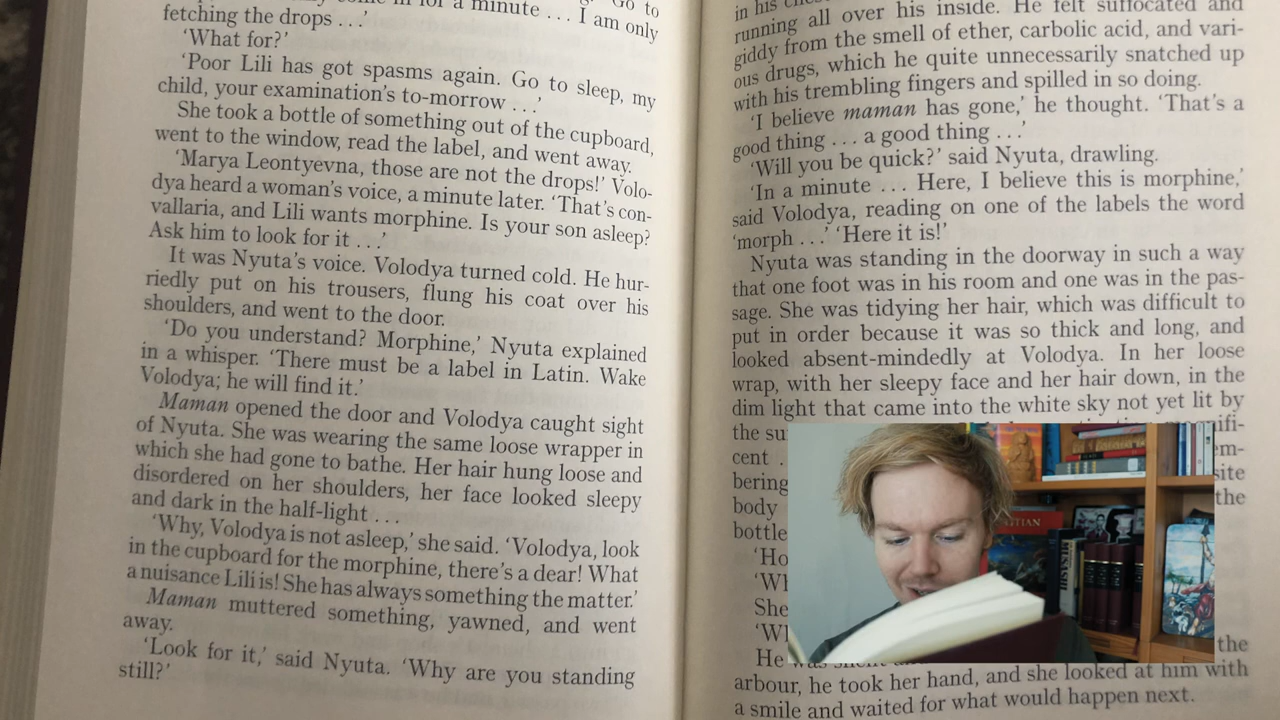 in for a minute . . . I am only
fetching the drops . . .'
'What for?'
'Poor Lili has got spasms again. Go to sleep, my
child, your examination's to-morrow . . .'
She took a bottle of something out of the cupboard,
went to the window, read the label, and went away.
'Marya Leontyevna, those are not the drops!' Volo-
dya heard a woman's voice, a minute later. 'That's con-
vallaria, and Lili wants morphine. Is your son asleep?
Ask him to look for it . . .'
It was Nyuta's voice. Volodya turned cold. He hur-
riedly put on his trousers, flung his coat over his
shoulders, and went to the door.
'Do you understand? Morphine,' Nyuta explained
in a whisper. 'There must be a label in Latin. Wake
Volodya; he will find it.'
Maman opened the door and Volodya caught sight
of Nyuta. She was wearing the same loose wrapper in
which she had gone to bathe. Her hair hung loose and
disordered on her shoulders, her face looked sleepy
and dark in the half-light . . .
'Why, Volodya is not asleep,' she said. 'Volodya, look
in the cupboard for the morphine, there's a dear! What
a nuisance Lili is! She has always something the matter.'
Maman muttered something, yawned, and went
away.
'Look for it,' said Nyuta. 'Why are you standing
still?'
in his
running all over his inside. He felt suffocated and
giddy from the smell of ether, carbolic acid, and vari-
ous drugs, which he quite unnecessarily snatched up
with his trembling fingers and spilled in so doing.
'I believe maman has gone,' he thought. 'That's a
good thing . . . a good thing . . .'
'Will you be quick?' said Nyuta, drawling.
'In a minute . . . Here, I believe this is morphine,'
said Volodya, reading on one of the labels the word
'morph . . .' 'Here it is!'
Nyuta was standing in the doorway in such a way
that one foot was in his room and one was in the pas-
sage. She was tidying her hair, which was difficult to
put in order because it was so thick and long, and
looked absent-mindedly at Volodya. In her loose
wrap, with her sleepy face and her hair down, in the
dim light that came into the white sky not yet lit by
the su
cent .
bering
body
bottle
the
She
He was
arbour, he took her hand, and she looked at him with
a smile and waited for what would happen next.
TITIAN
MUSASHI